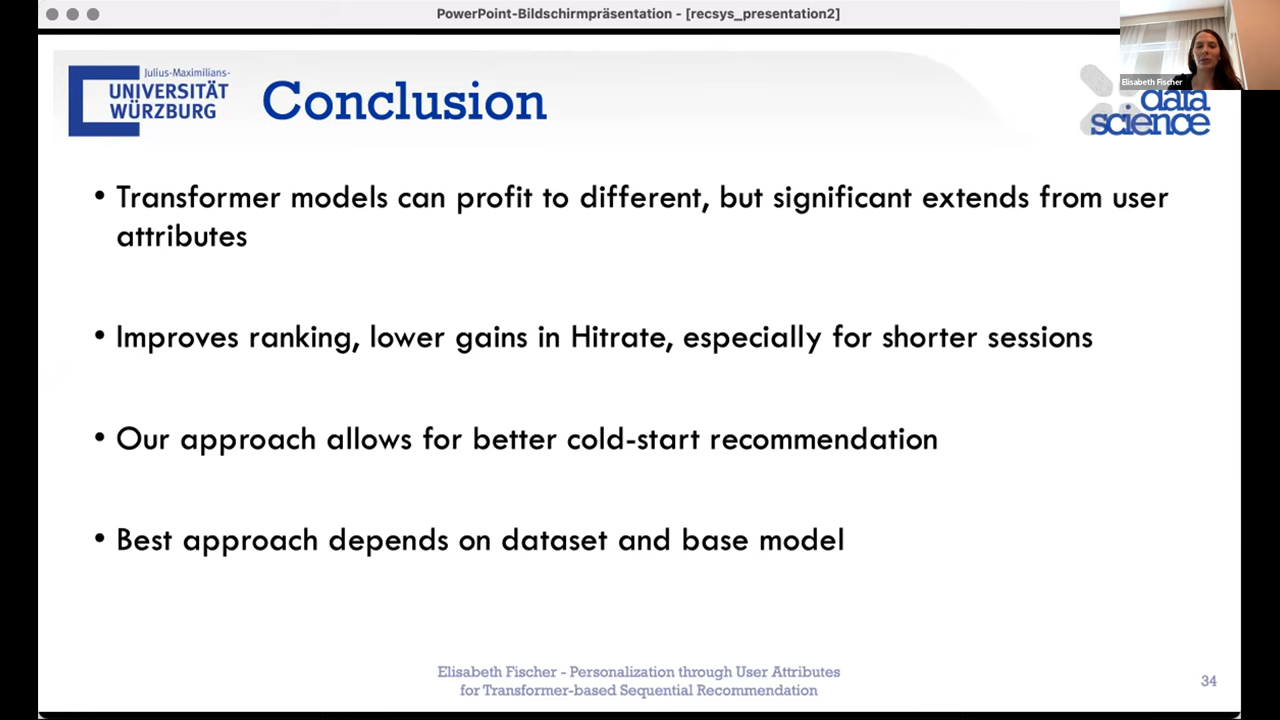 PowerPoint-Bildschirmpräsentation - [recsys_presentation2]
Elisabeth Fischer
Julius-Maximilians-
UNIVERSITÄT
WÜRZBURG
Conclusion
data
science
• Transformer models can profit to different, but significant extends from user
attributes
• Improves ranking, lower gains in Hitrate, especially for shorter sessions
• Our approach allows for better cold-start recommendation
• Best approach depends on dataset and base model
Elisabeth Fischer - Personalization through User Attributes
for Transformer-based Sequential Recommendation
34